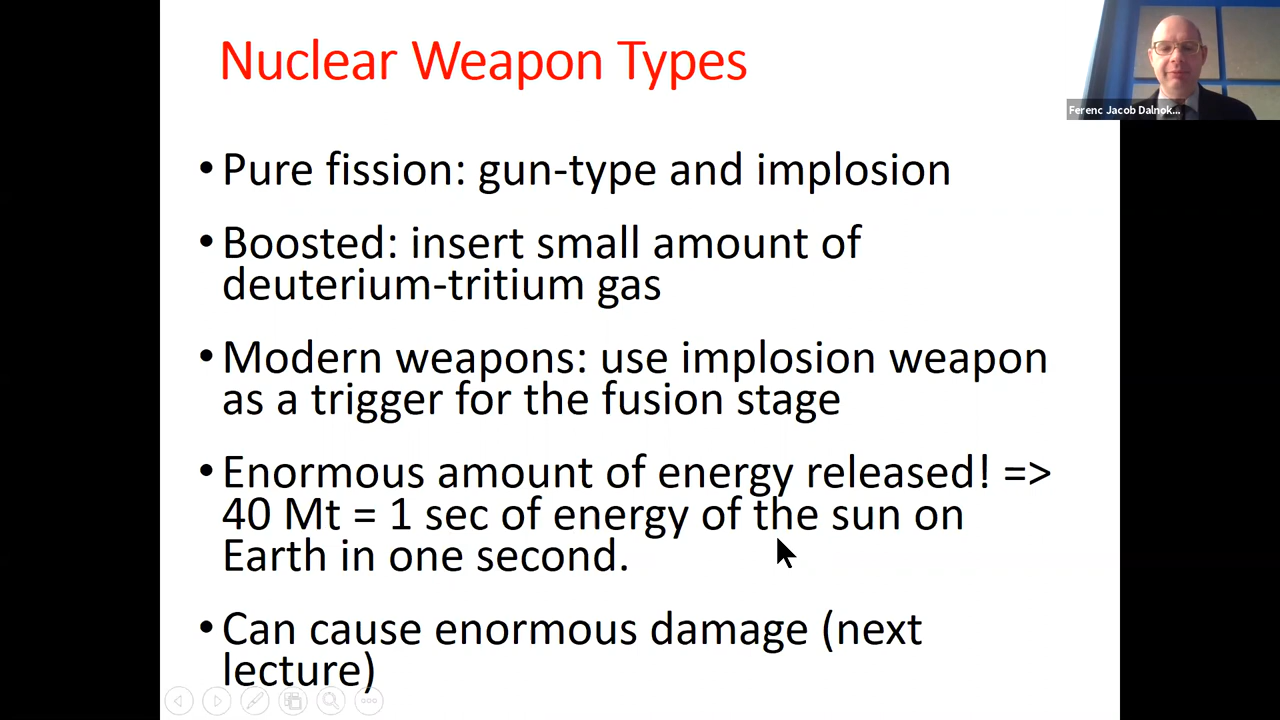 Nuclear Weapon Types
Ferenc Jacob Dalnok...
•Pure fission: gun-type and implosion
•Boosted: insert small amount of
deuterium-tritium gas
•Modern weapons: use implosion weapon
as a trigger for the fusion stage
•Enormous amount of energy released! =>
40 Mt = 1 sec of energy of the sun on
Earth in one second.
•Can cause enormous damage (next
lecture)